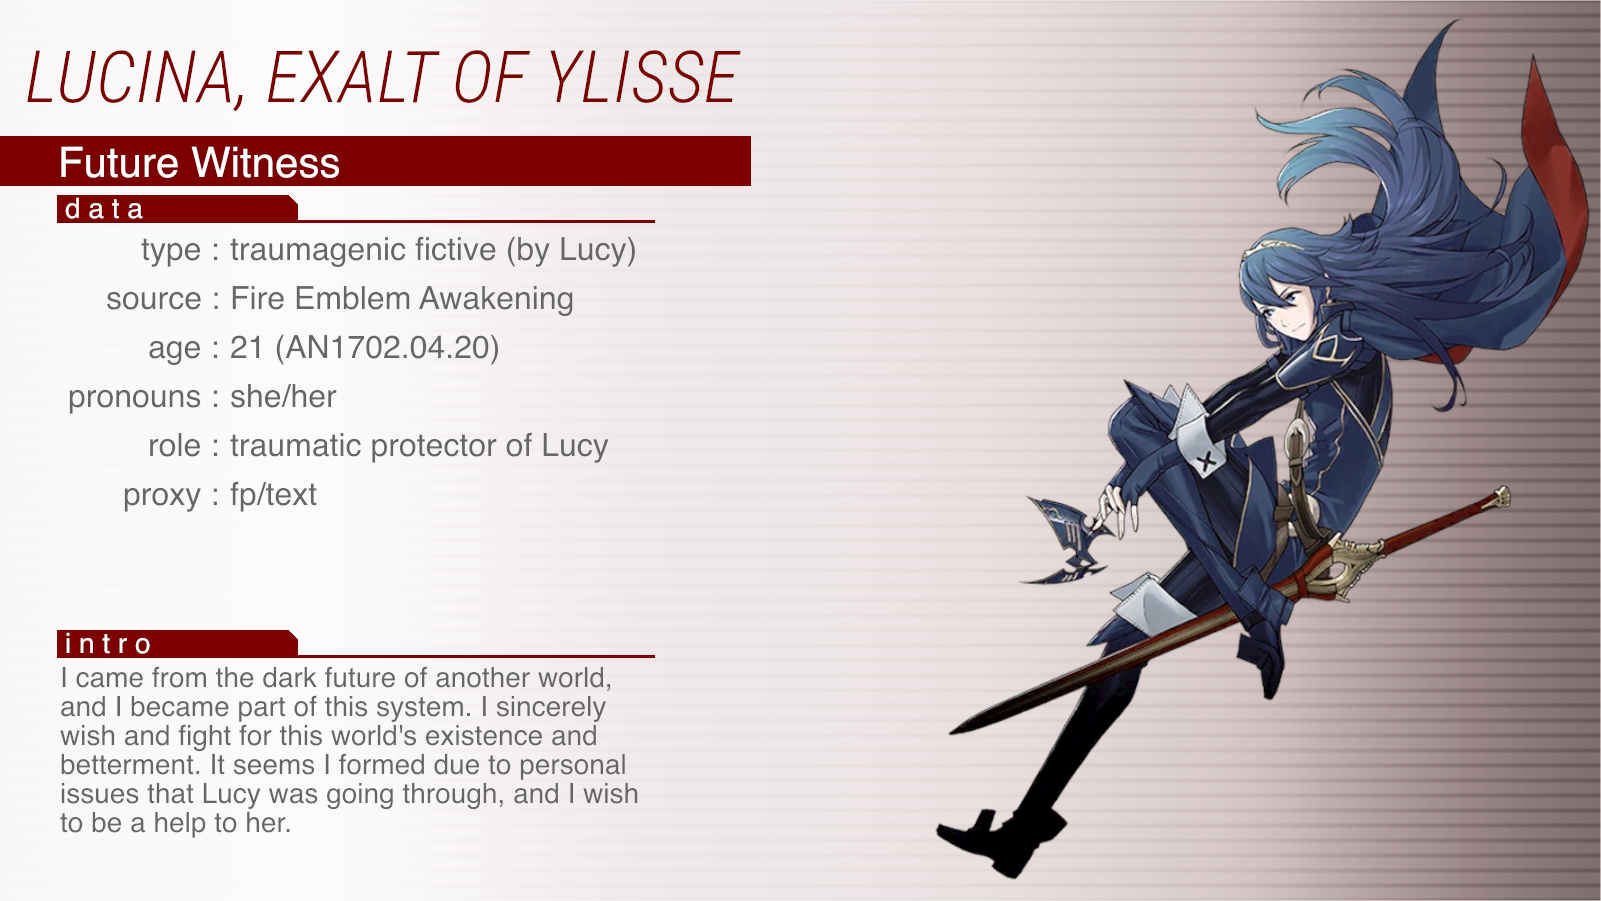 LUCINA, EXALT OF YLISSE
Future Witness
data
type : traumagenic fictive (by Lucy)
source : Fire Emblem Awakening
age : 21 (AN1702.04.20)
pronouns : she/her
role : traumatic protector of Lucy
proxy : fp/text
intro
I came from the dark future of another world,
and I became part of this system. I sincerely
wish and fight for this world's existence and
betterment. It seems I formed due to personal
issues that Lucy was going through, and I wish
to be a help to her.